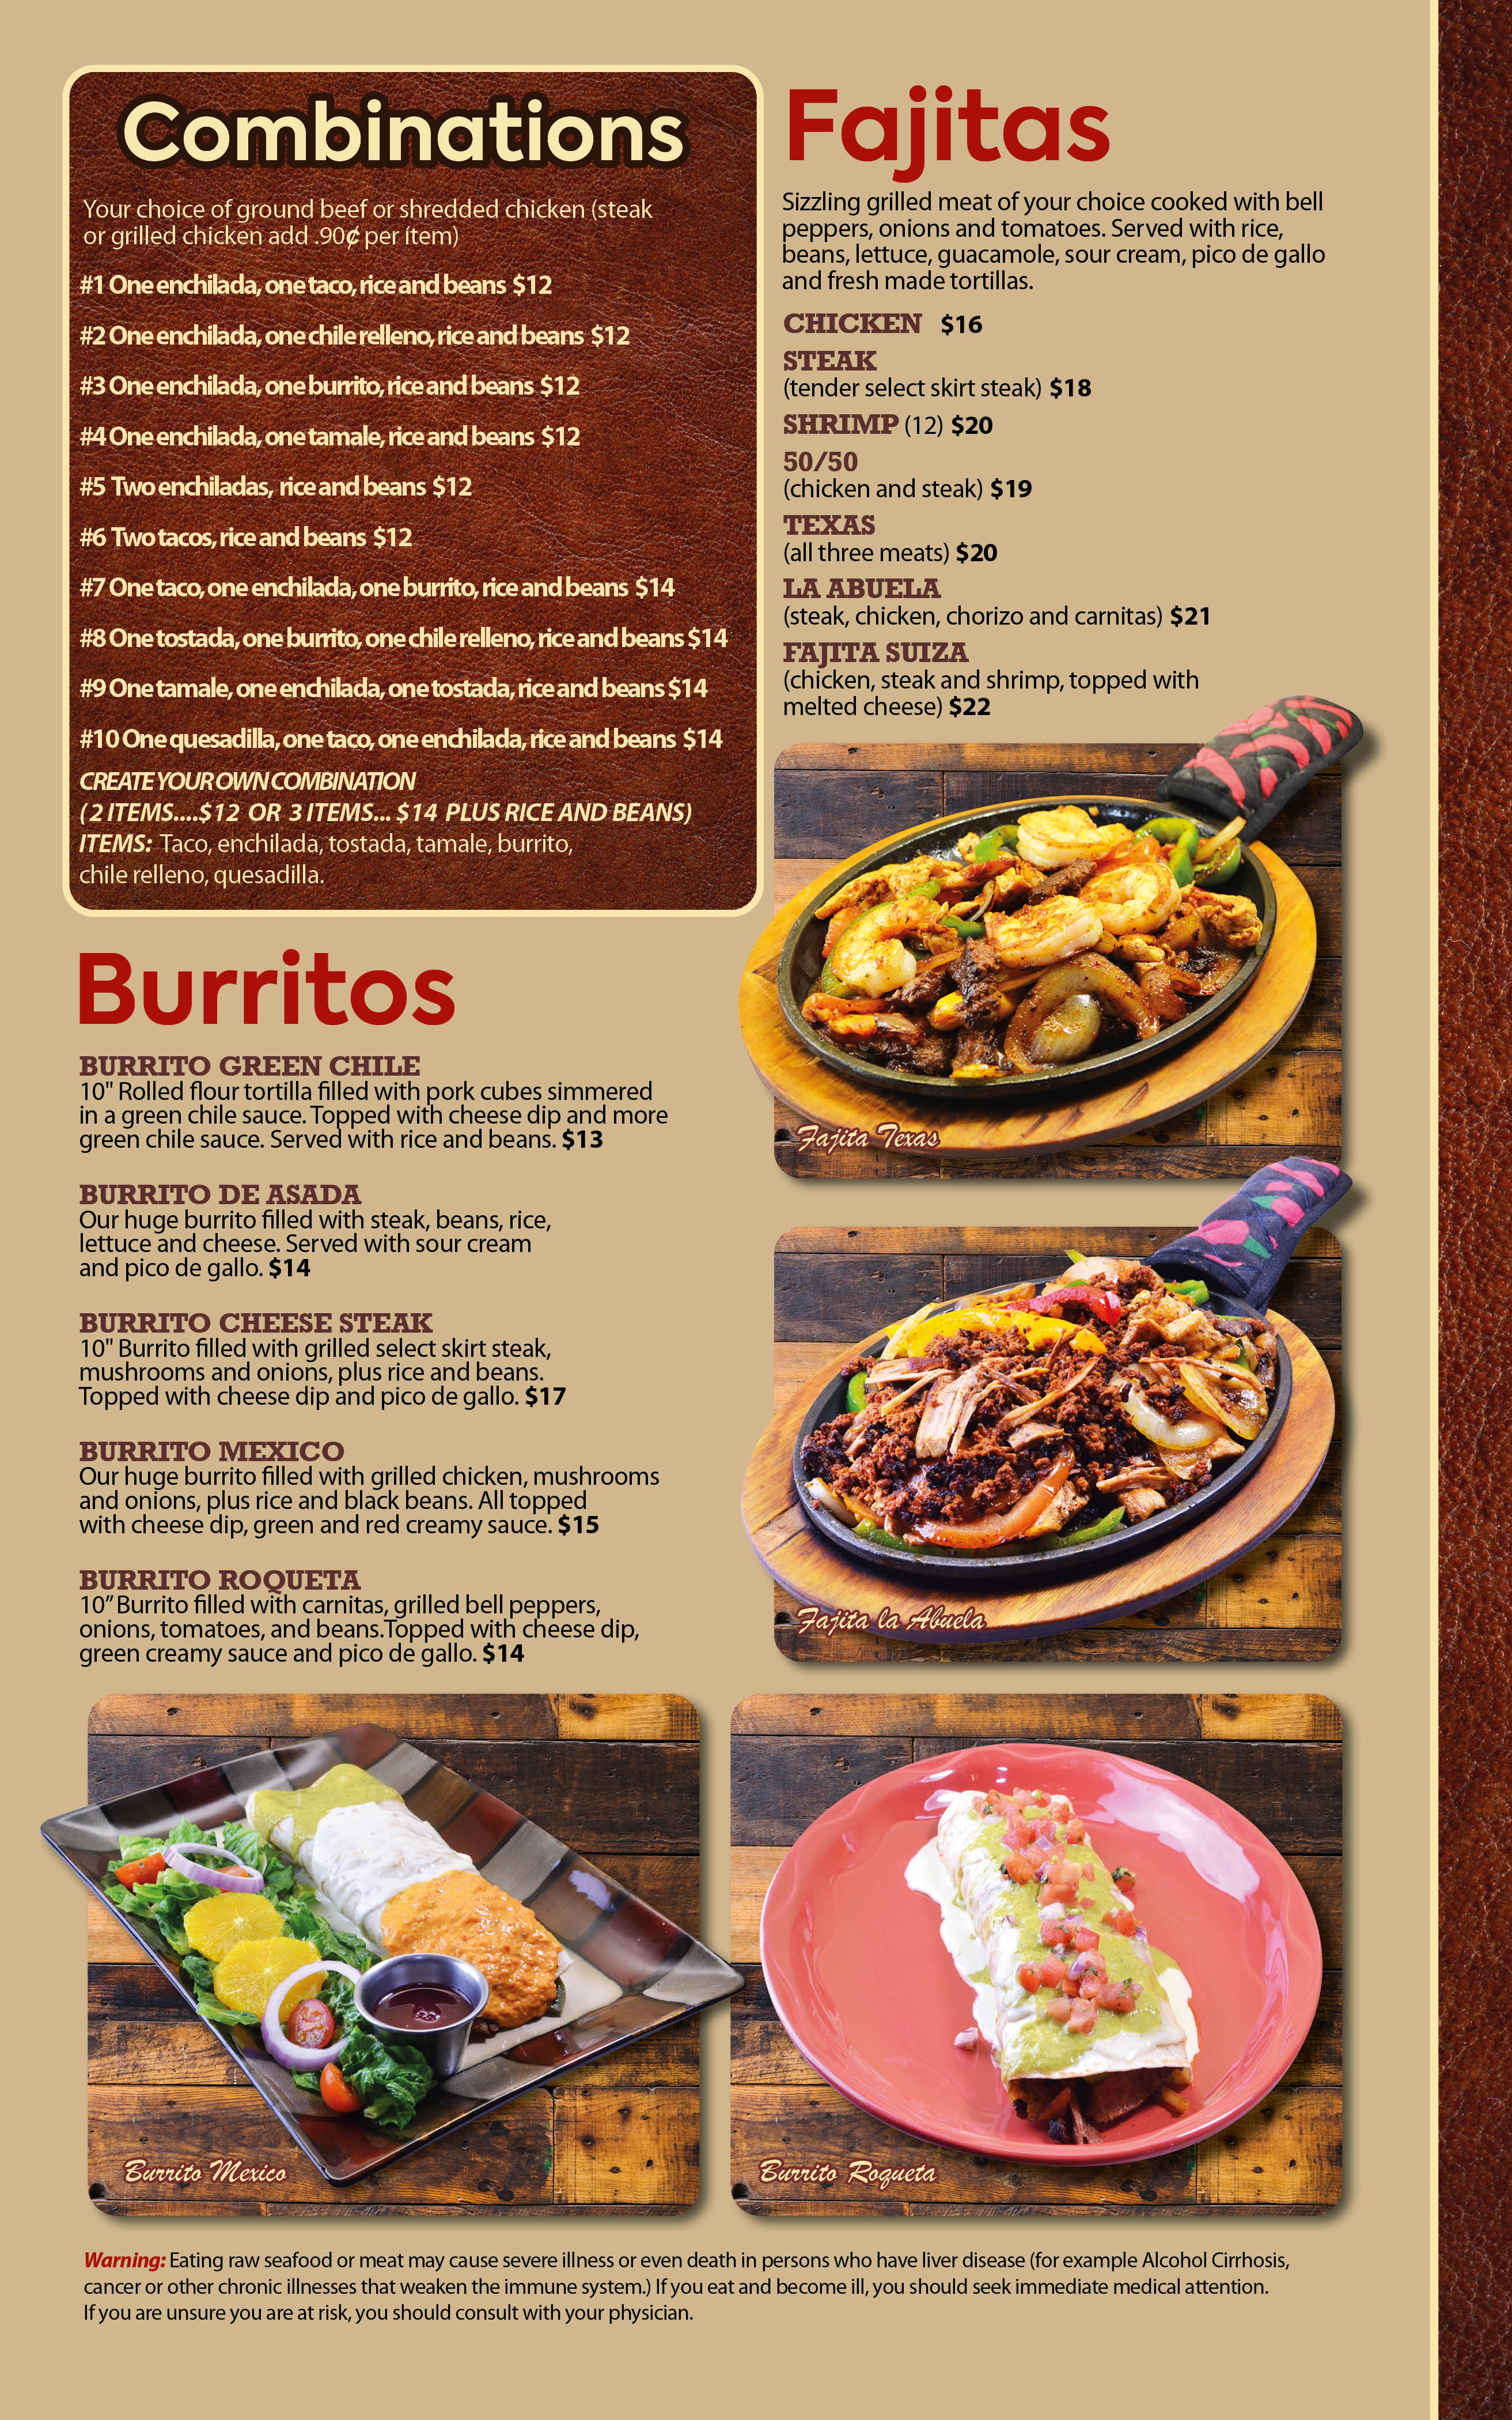 Combinations
Your choice of ground beef or shredded chicken (steak
or grilled chicken add .90¢ per ítem)
#1 One enchilada, one taco, rice and beans $12
#2 One enchilada, one chile relleno, rice and beans $12
#3 One enchilada, one burrito, rice and beans $12
#4 One enchilada, one tamale, rice and beans $12
#5 Two enchiladas, rice and beans $12
#6 Two tacos, rice and beans $12
#7 One taco, one enchilada, one burrito, rice and beans $14
#8 One tostada, one burrito, one chile relleno, rice and beans $14
#9 One tamale, one enchilada, one tostada, rice and beans $14
#10 One quesadilla, one taco, one enchilada, rice and beans $14
CREATE YOUR OWN COMBINATION
( 2 ITEMS....$12 OR 3 ITEMS... $14 PLUS RICE AND BEANS)
ITEMS: Taco, enchilada, tostada, tamale, burrito,
chile relleno, quesadilla.
Fajitas
Sizzling grilled meat of your choice cooked with bell
peppers, onions and tomatoes. Served with rice,
beans, lettuce, guacamole, sour cream, pico de gallo
and fresh made tortillas.
CHICKEN $16
STEAK
(tender select skirt steak) $18
SHRIMP (12) $20
50/50
(chicken and steak) $19
TEXAS
(all three meats) $20
LA ABUELA
(steak, chicken, chorizo and carnitas) $21
FAJITA SUIZA
(chicken, steak and shrimp, topped with
melted cheese) $22
Fajita Texas
Fajita la Abuela
Burritos
BURRITO GREEN CHILE
10" Rolled flour tortilla filled with pork cubes simmered
in a green chile sauce. Topped with cheese dip and more
green chile sauce. Served with rice and beans. $13
BURRITO DE ASADA
Our huge burrito filled with steak, beans, rice,
lettuce and cheese. Served with sour cream
and pico de gallo. $14
BURRITO CHEESE STEAK
10" Burrito filled with grilled select skirt steak,
mushrooms and onions, plus rice and beans.
Topped with cheese dip and pico de gallo. $17
BURRITO MEXICO
Our huge burrito filled with grilled chicken, mushrooms
and onions, plus rice and black beans. All topped
with cheese dip, green and red creamy sauce. $15
BURRITO ROQUETA
10” Burrito filled with carnitas, grilled bell peppers,
onions, tomatoes, and beans.Topped with cheese dip,
green creamy sauce and pico de gallo. $14
Burrito Mexico
Burrito Roqueta
Warning: Eating raw seafood or meat may cause severe illness or even death in persons who have liver disease (for example Alcohol Cirrhosis,
cancer or other chronic illnesses that weaken the immune system.) If you eat and become ill, you should seek immediate medical attention.
If you are unsure you are at risk, you should consult with your physician.